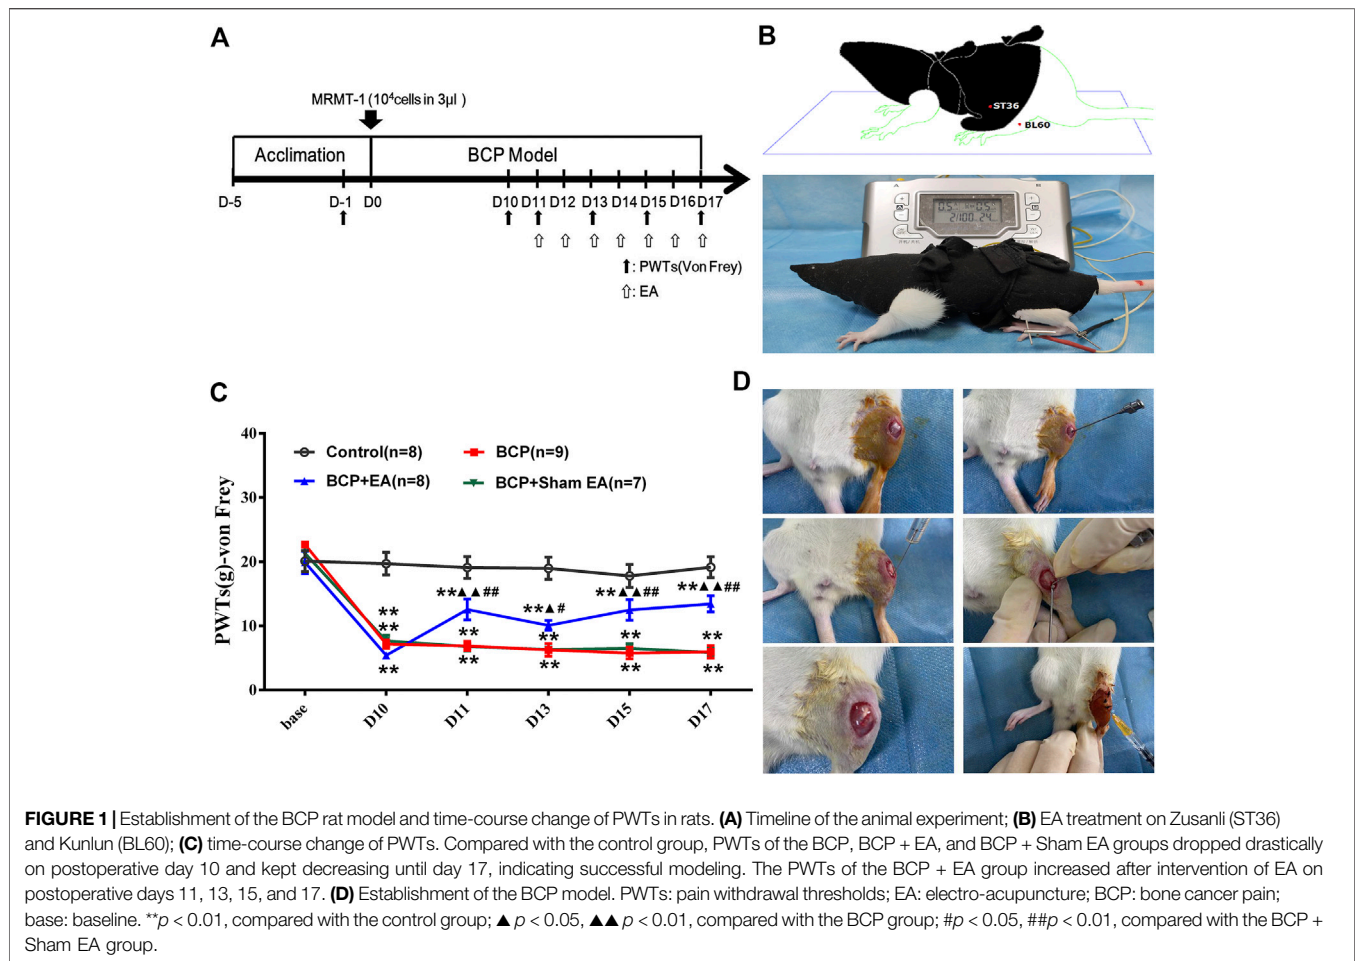 A
MRMT-1 (10⁴cells in 3μl )
Acclimation
BCP Model
D-5
D-1
D0
D10
D11
D12
D13
D14
D15
D16
D17
⬆: PWTs(Von Frey)
⇧: EA
B
ST36
BL60
C
PWTs(g)-von Frey
40
30
20
10
0
Control(n=8)
BCP(n=9)
BCP+EA(n=8)
BCP+Sham EA(n=7)
**
**
**
**▲▲##
**
**
**▲#
**
**
**▲▲##
**
**
**▲▲##
**
**
base
D10
D11
D13
D15
D17
D
FIGURE 1 | Establishment of the BCP rat model and time-course change of PWTs in rats. (A) Timeline of the animal experiment; (B) EA treatment on Zusanli (ST36)
and Kunlun (BL60); (C) time-course change of PWTs. Compared with the control group, PWTs of the BCP, BCP + EA, and BCP + Sham EA groups dropped drastically
on postoperative day 10 and kept decreasing until day 17, indicating successful modeling. The PWTs of the BCP + EA group increased after intervention of EA on
postoperative days 11, 13, 15, and 17. (D) Establishment of the BCP model. PWTs: pain withdrawal thresholds; EA: electro-acupuncture; BCP: bone cancer pain;
base: baseline. **p < 0.01, compared with the control group; ▲ p < 0.05, ▲▲ p < 0.01, compared with the BCP group; #p < 0.05, ##p < 0.01, compared with the BCP +
Sham EA group.